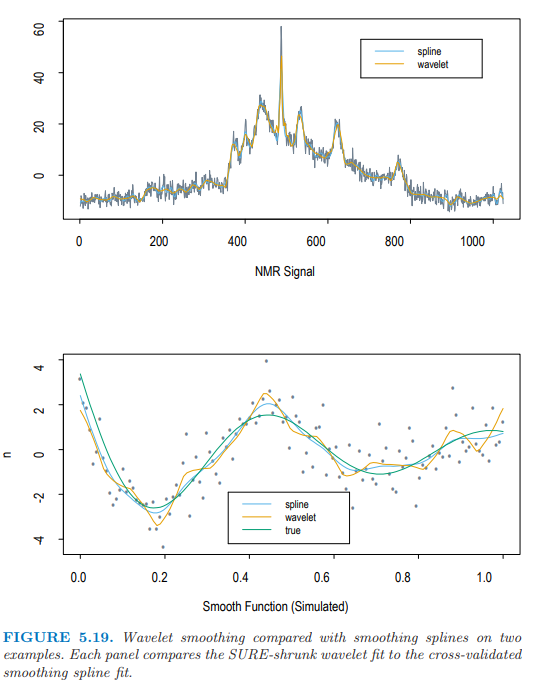 60
40
20
0
spline
wavelet
0 200 400 600 800 1000
NMR Signal
4
2
0
-2
-4
n
spline
wavelet
true
0.0 0.2 0.4 0.6 0.8 1.0
Smooth Function (Simulated)
FIGURE 5.19. Wavelet smoothing compared with smoothing splines on two
examples. Each panel compares the SURE-shrunk wavelet fit to the cross-validated
smoothing spline fit.